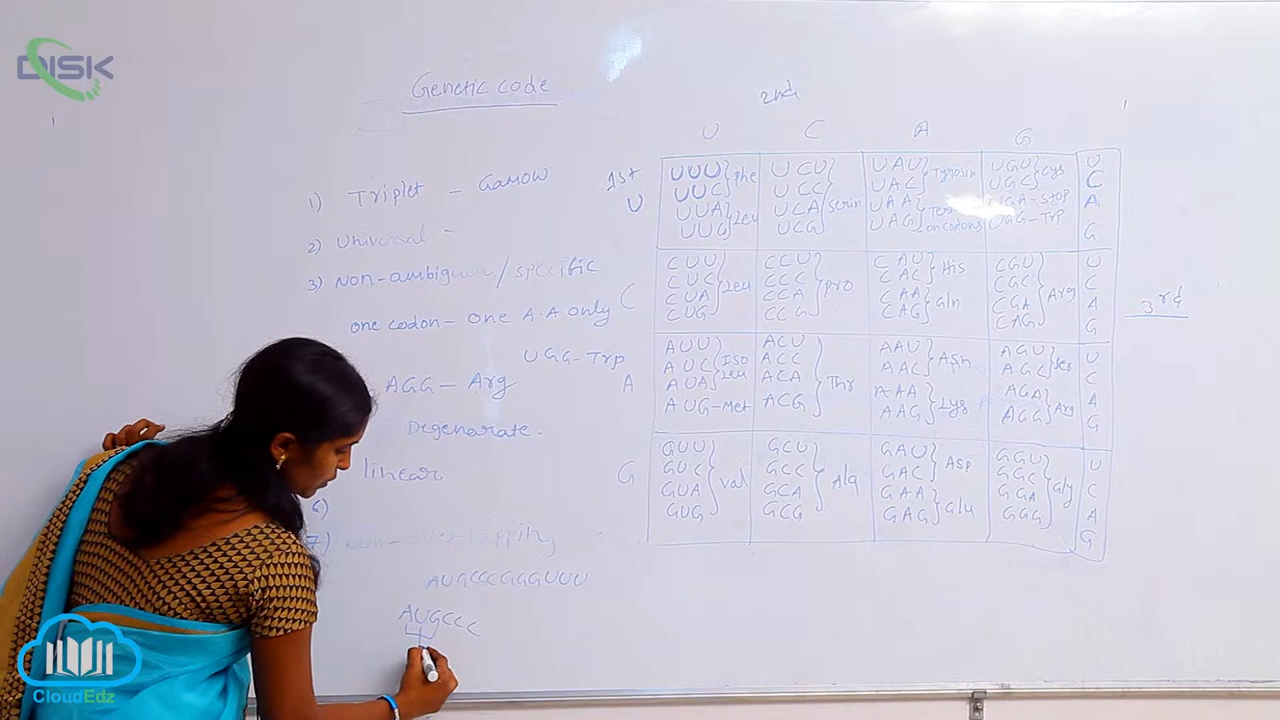 DISK
Genetic code
1) Triplet - Gamow
2) Universal -
3) Non-ambiguous/specific
one codon - one A.A only
UGG - Trp
AGG - Arg
Degenarate.
linear
6)
7) Non-overlapping
AUGCCCGGGUUU
AUGCCC
2nd
U C A G
1st
3rd
U
UUU UUC } phe
UUA UUG } Leu
UCU UCC UCA UCG } Serin
UAU UAC } Tyrosin
UAA UAG } on codons
UGU UGC } Cys
UGA - Stop
UGG - Trp
U C A G
C
CUU CUC CUA CUG } Leu
CCU CCC CCA CCG } pro
CAU CAC } His
CAA CAG } Gln
CGU CGC CGA CAG } Arg
U C A G
A
AUU AUC AUA } Iso Leu
AUG - Met
ACU ACC ACA ACG } Thr
AAU AAC } Asn
AAA AAG } Lys
AGU AGC } Ser
AGA AGG } Arg
U C A G
G
GUU GUC GUA GUG } val
GCU GCC GCA GCG } Ala
GAU GAC } Asp
GAA GAG } Glu
GGU GGC GGA GGG } Gly
U C A G
CloudEdz